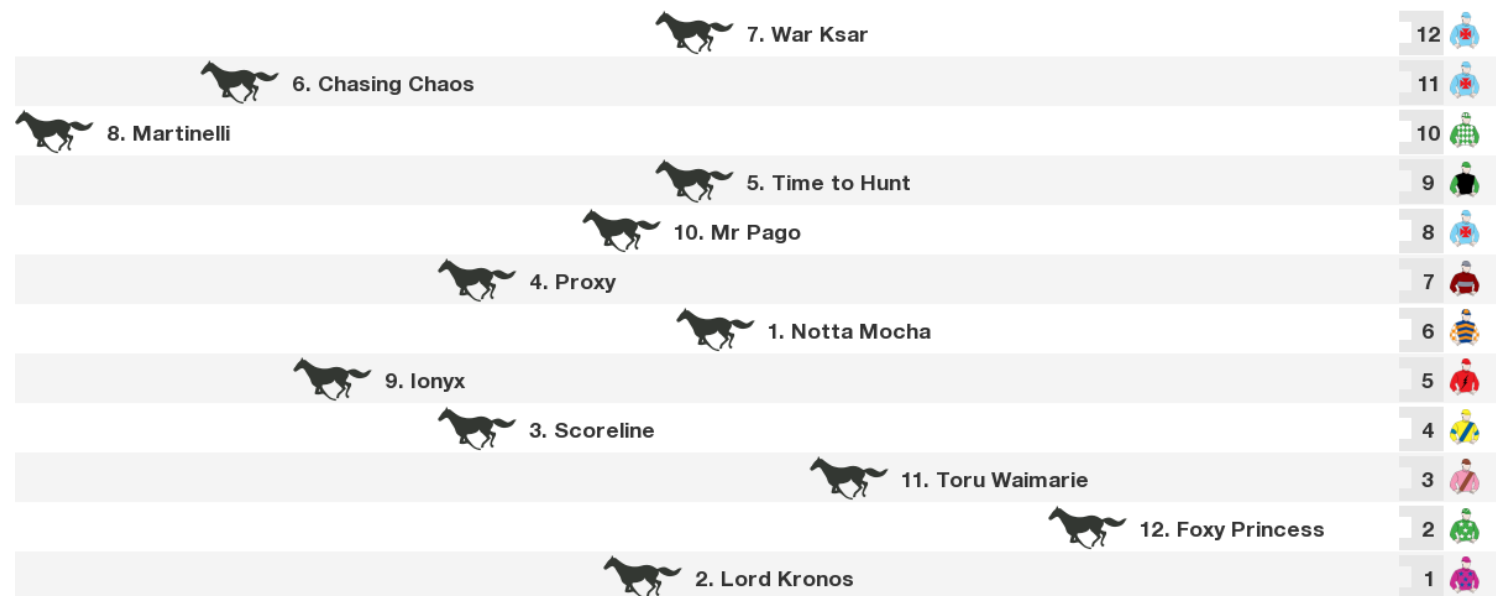 7. War Ksar 12
6. Chasing Chaos 11
8. Martinelli 10
5. Time to Hunt 9
10. Mr Pago 8
4. Proxy 7
1. Notta Mocha 6
9. Ionyx 5
3. Scoreline 4
11. Toru Waimarie 3
12. Foxy Princess 2
2. Lord Kronos 1